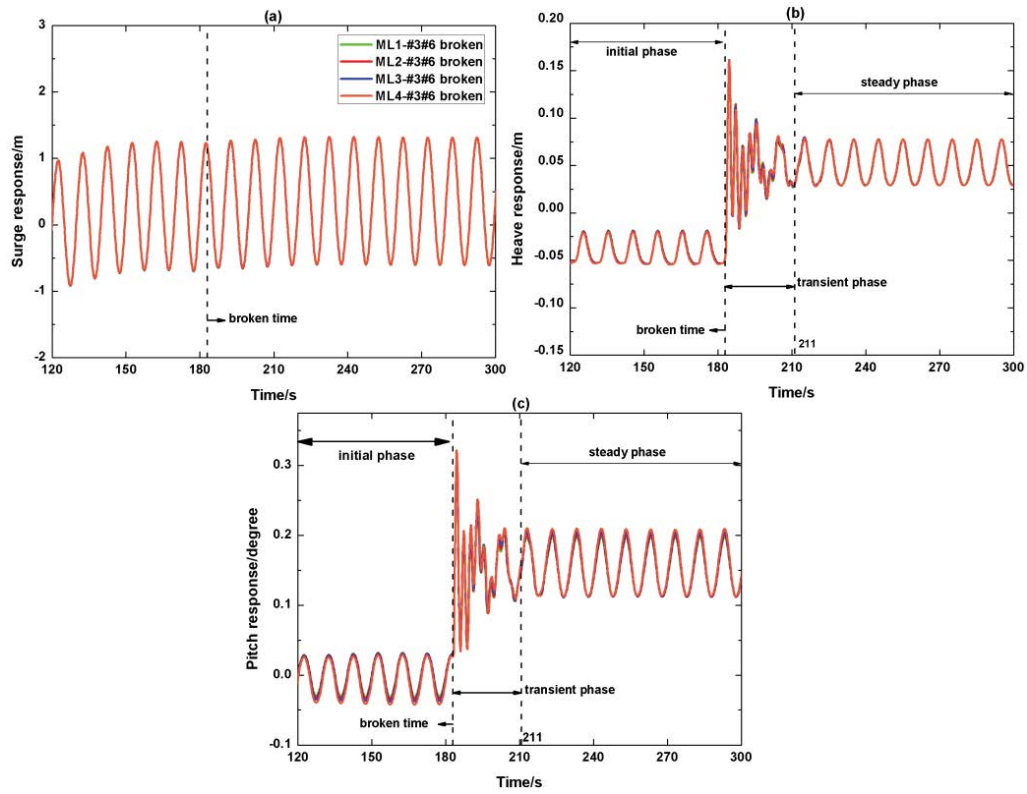 (a)
3
2
1
0
-1
-2
Surge response/m
ML1-#3#6 broken
ML2-#3#6 broken
ML3-#3#6 broken
ML4-#3#6 broken
broken time
120 150 180 210 240 270 300
Time/s
(b)
0.20
0.15
0.10
0.05
0.00
-0.05
-0.10
-0.15
Heave response/m
initial phase
steady phase
transient phase
broken time
211
120 150 180 210 240 270 300
Time/s
(c)
0.3
0.2
0.1
0.0
-0.1
Pitch response/degree
initial phase
steady phase
transient phase
broken time
211
120 150 180 210 240 270 300
Time/s